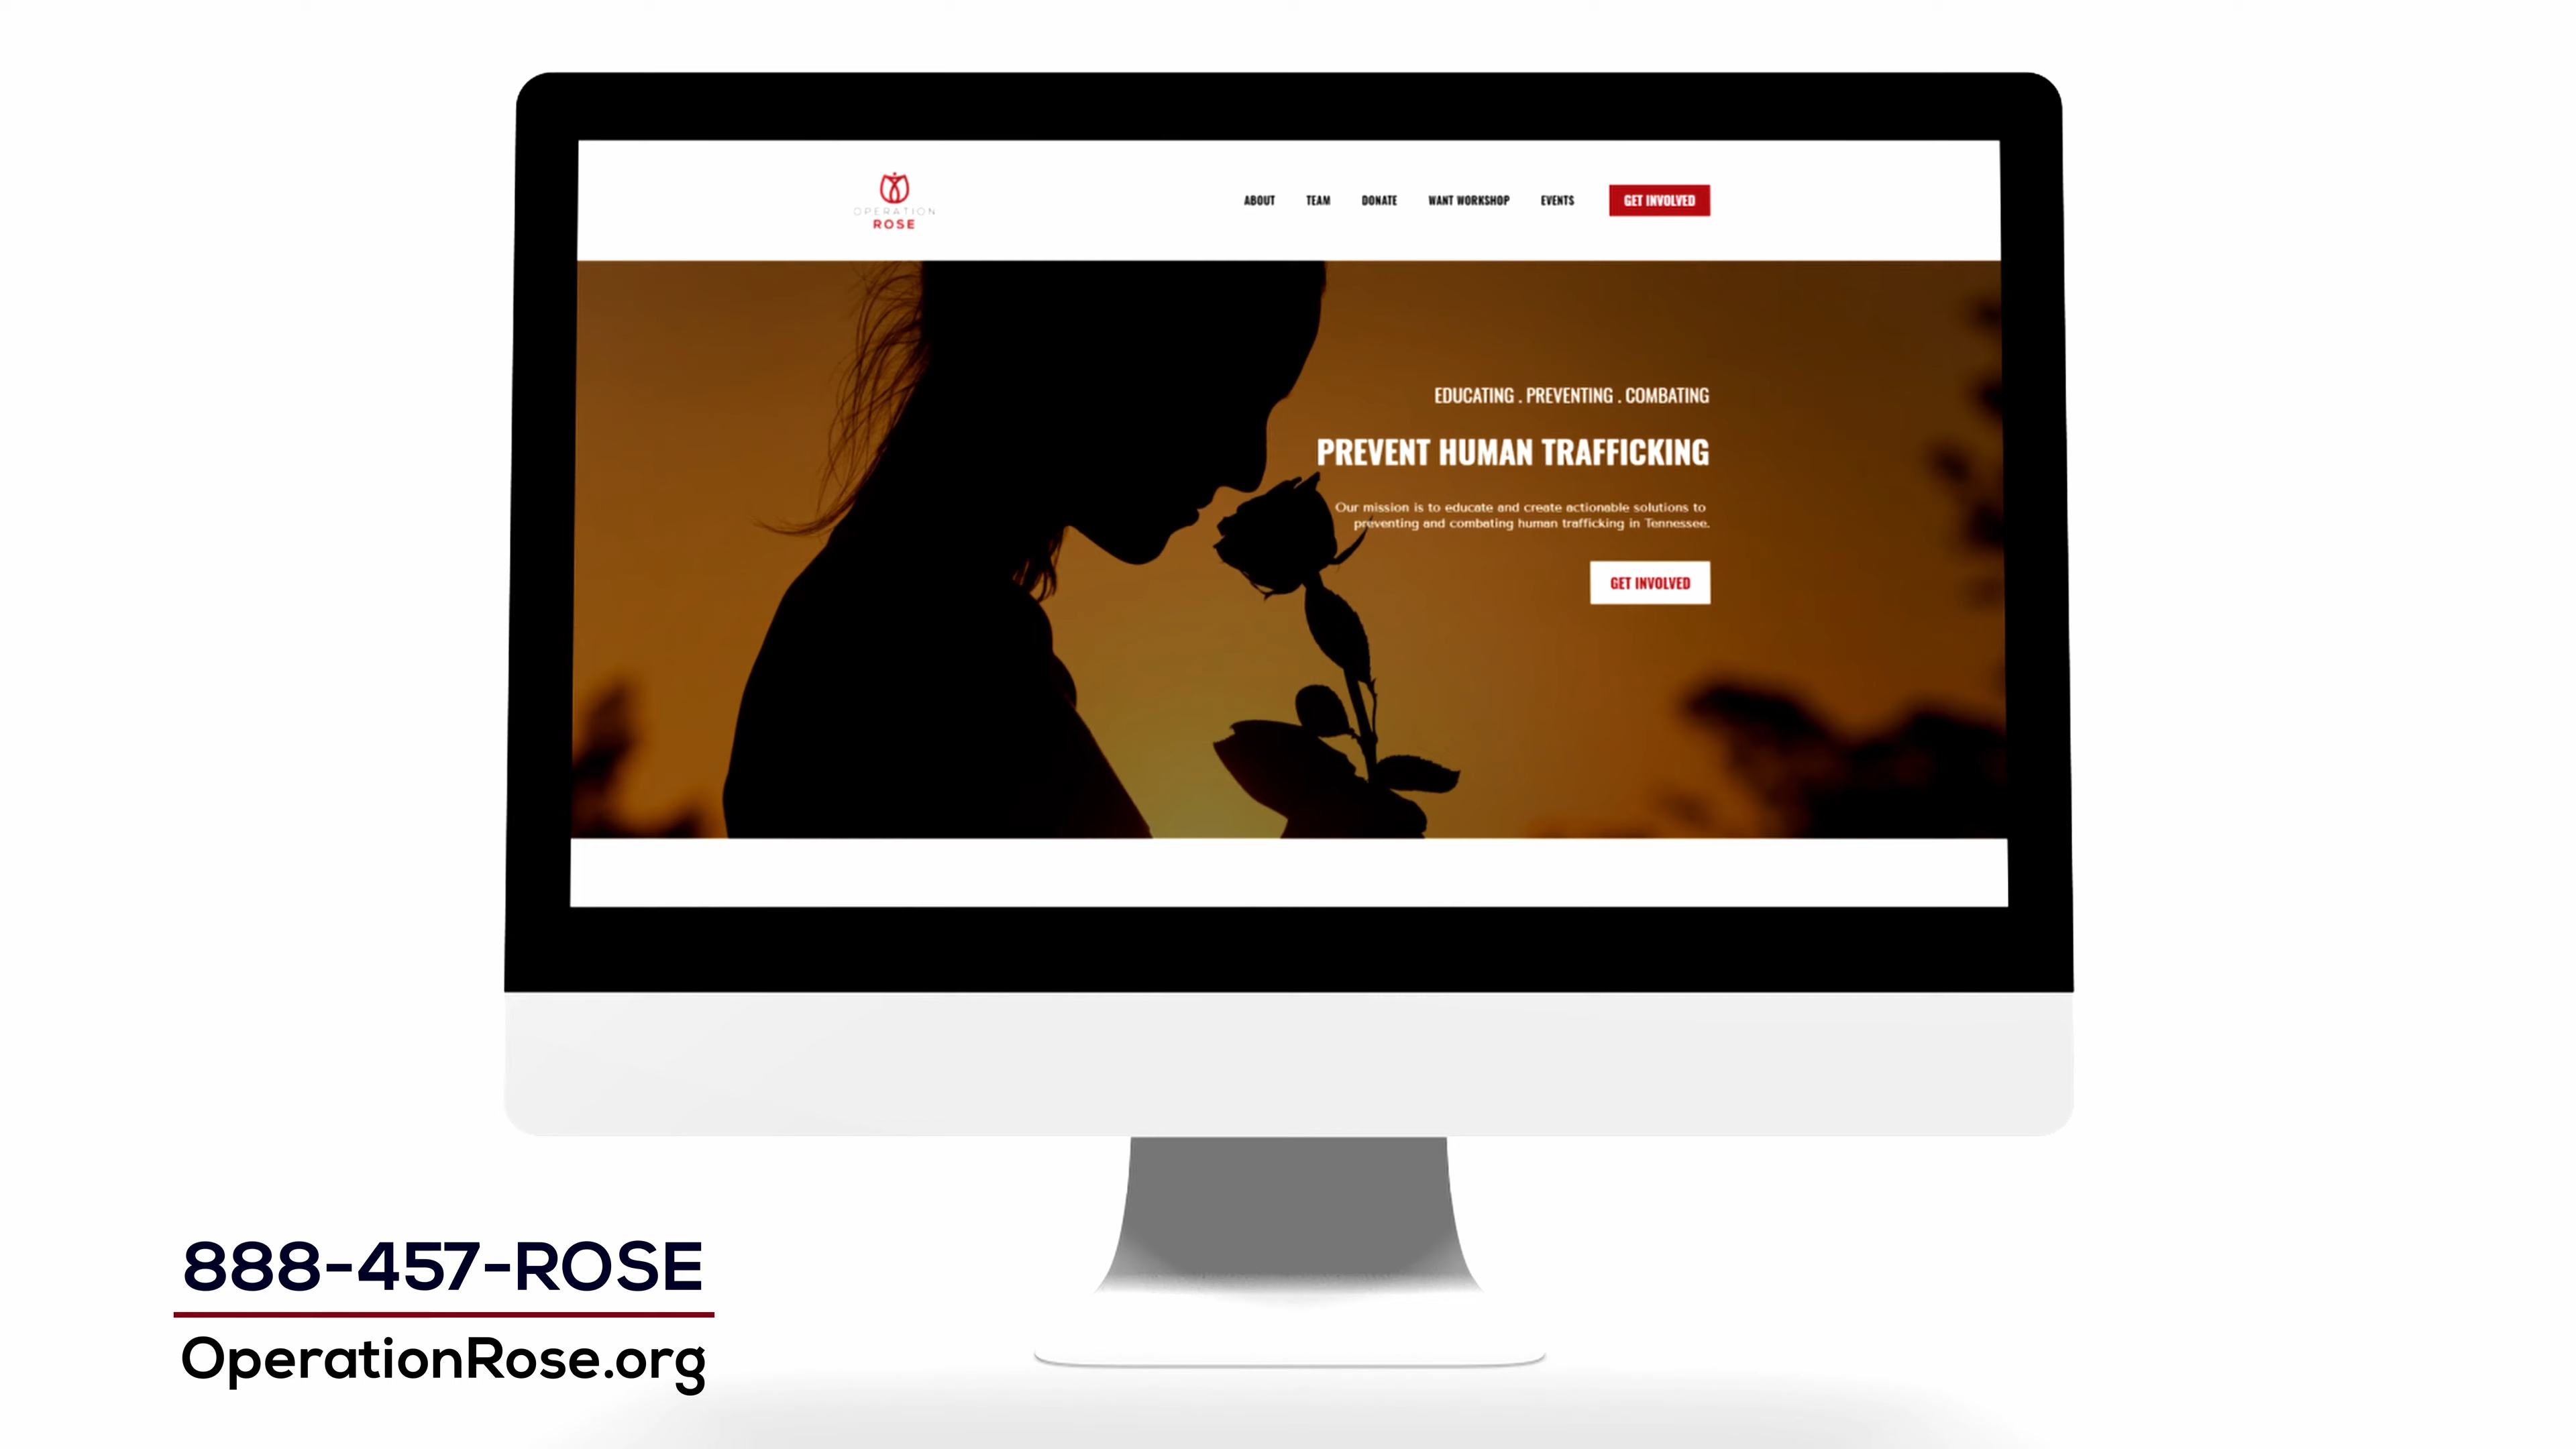 OPERATION
ROSE
ABOUT TEAM DONATE WANT WORKSHOP EVENTS GET INVOLVED
EDUCATING . PREVENTING . COMBATING
PREVENT HUMAN TRAFFICKING
Our mission is to educate and create actionable solutions to
preventing and combating human trafficking in Tennessee.
GET INVOLVED
888-457-ROSE
OperationRose.org